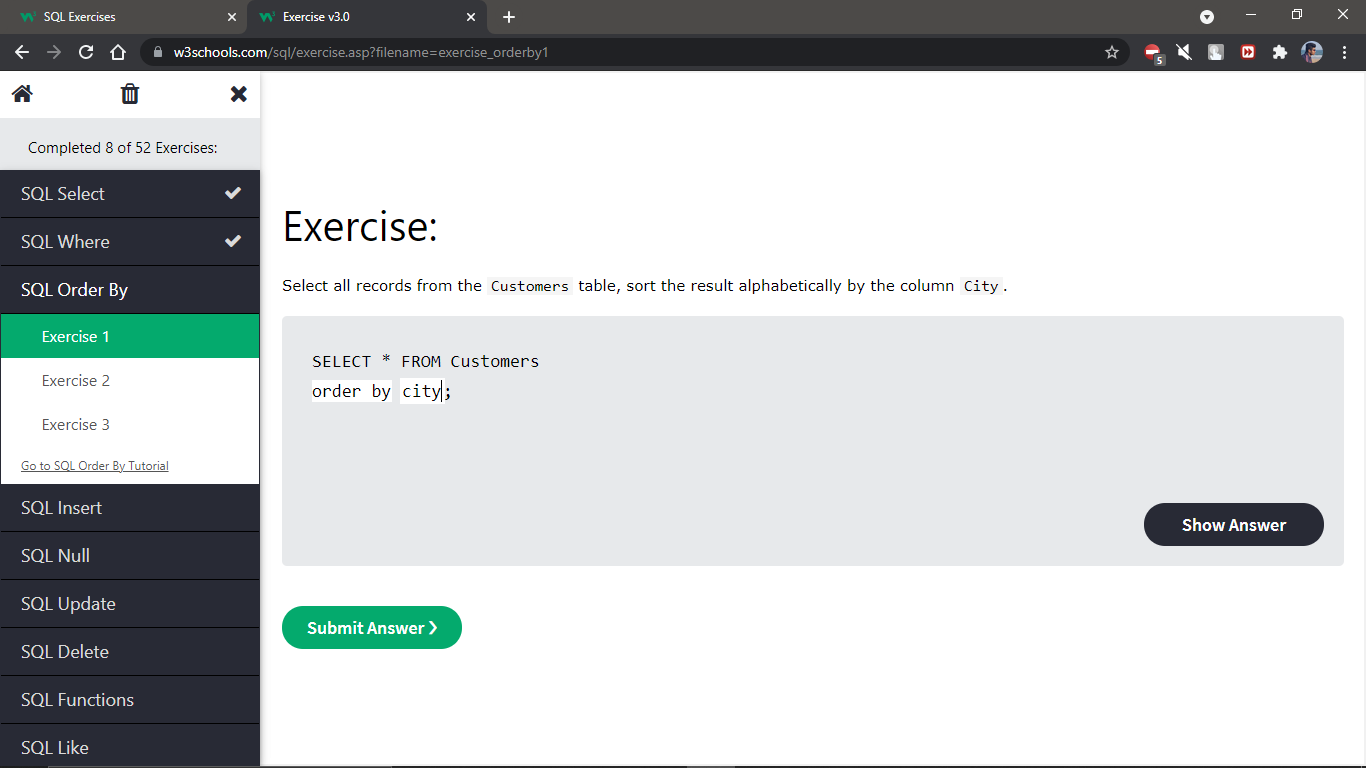 SQL Exercises
Exercise v3.0
w3schools.com/sql/exercise.asp?filename=exercise_orderby1
5
Completed 8 of 52 Exercises:
SQL Select
SQL Where
SQL Order By
Exercise 1
Exercise 2
Exercise 3
Go to SQL Order By Tutorial
SQL Insert
SQL Null
SQL Update
SQL Delete
SQL Functions
SQL Like
Exercise:
Select all records from the Customers table, sort the result alphabetically by the column City.
SELECT * FROM Customers
order by city;
Show Answer
Submit Answer ❯